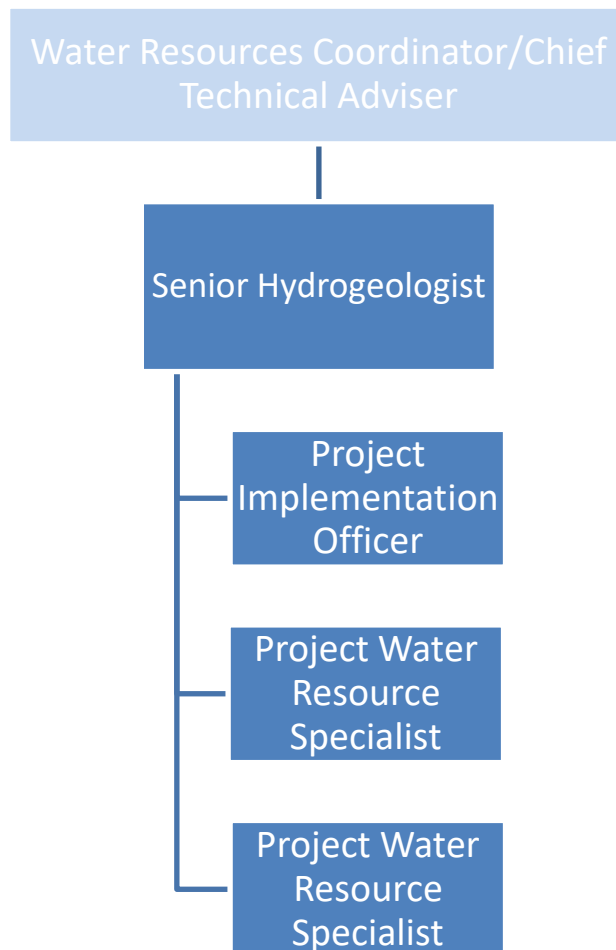 Water Resources Coordinator/Chief
Technical Adviser
Senior Hydrogeologist
Project
Implementation
Officer
Project Water
Resource
Specialist
Project Water
Resource
Specialist